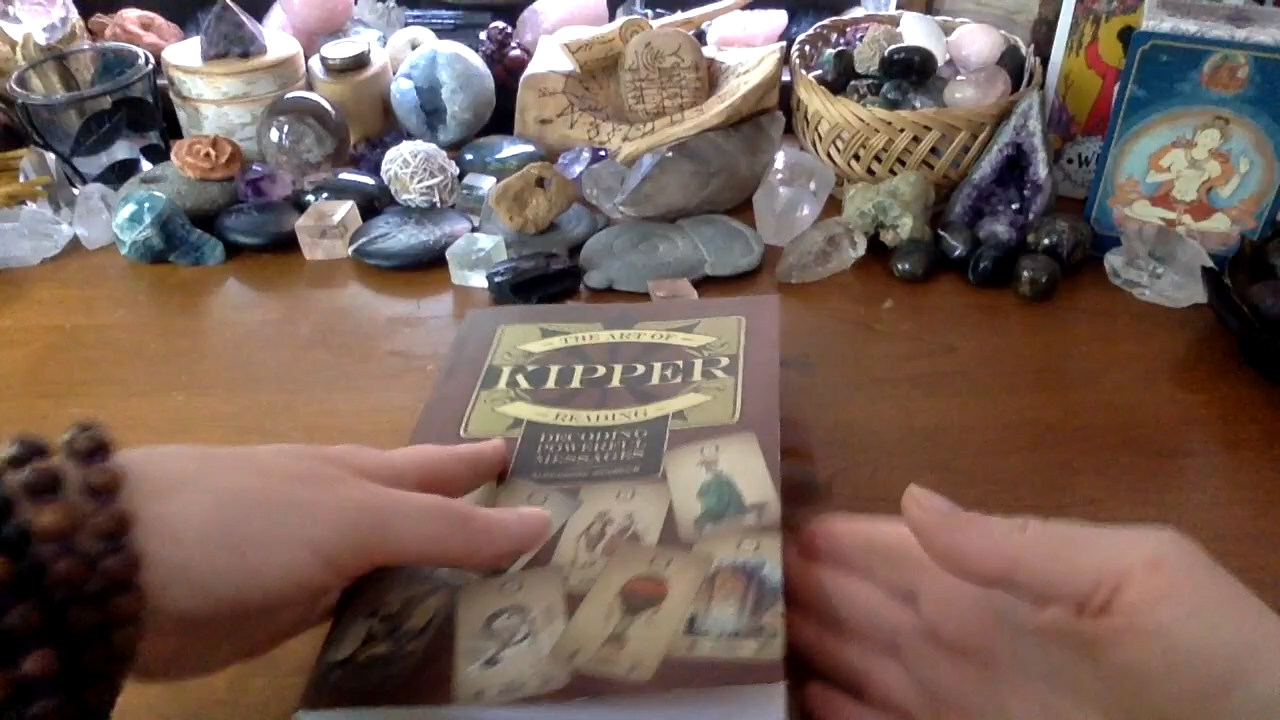 THE ART OF
KIPPER
READING
DECODING
POWERFUL
MESSAGES